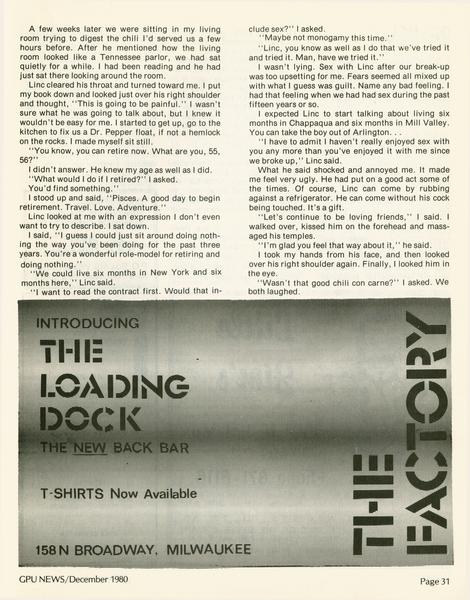 A few weeks later we were sitting in my living
room trying to digest the chili I'd served us a few
hours before. After he mentioned how the living
room looked like a Tennessee parlor, we had sat
quietly for a while. I had been reading and he had
just sat there looking around the room.
Linc cleared his throat and turned toward me. I put
my book down and looked just over his right shoulder
and thought, "This is going to be painful." I wasn't
sure what he was going to talk about, but I knew it
wouldn't be easy for me. I started to get up, go to the
kitchen to fix us a Dr. Pepper float, if not a hemlock
on the rocks. I made myself sit still.
"You know, you can retire now. What are you, 55,
56?"
I didn't answer. He knew my age as well as I did.
"What would I do if I retired?" I asked.
You'd find something."
I stood up and said, "Pisces. A good day to begin
retirement. Travel. Love. Adventure."
Linc looked at me with an expression I don't even
want to try to describe. I sat down.
I said, "I guess I could just sit around doing noth-
ing the way you've been doing for the past three
years. You're a wonderful role-model for retiring and
doing nothing."
"We could live six months in New York and six
months here," Linc said.
"I want to read the contract first. Would that in-
clude sex?" I asked.
"Maybe not monogamy this time."
"Linc, you know as well as I do that we've tried it
and tried it. Man, have we tried it."
I wasn't lying. Sex with Linc after our break-up
was too upsetting for me. Fears seemed all mixed up
with what I guess was guilt. Name any bad feeling. I
had that feeling when we had had sex during the past
fifteen years or so.
I expected Linc to start talking about living six
months in Chappaqua and six months in Mill Valley.
You can take the boy out of Arlington. . .
"I have to admit I haven't really enjoyed sex with
you any more than you've enjoyed it with me since
we broke up," Linc said.
What he said shocked and annoyed me. It made
me feel very ugly. He had put on a good act some of
the times. Of course, Linc can come by rubbing
against a refrigerator. He can come without his cock
being touched. It's a gift.
"Let's continue to be loving friends," I said. I
walked over, kissed him on the forehead and mass-
aged his temples.
"I'm glad you feel that way about it," he said.
I took my hands from his face, and then looked
over his right shoulder again. Finally, I looked him in
the eye.
"Wasn't that good chili con carne?" I asked. We
both laughed.
INTRODUCING
THE
LOADING
DOCK
THE NEW BACK BAR
T-SHIRTS Now Available
158 N BROADWAY, MILWAUKEE
THE
FACTORY
GPU NEWS/December 1980
Page 31